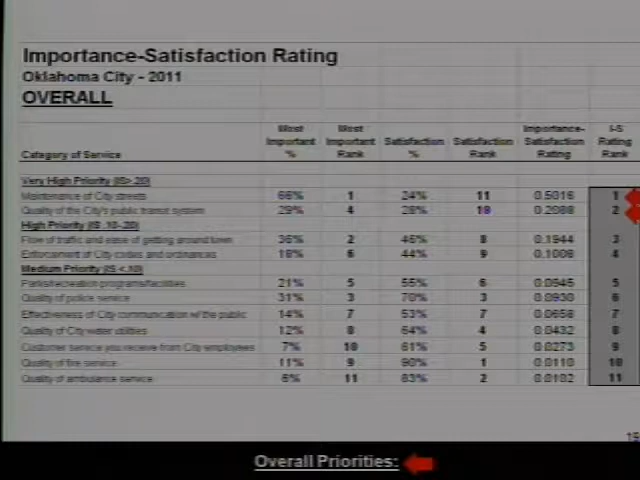 Importance-Satisfaction Rating
Oklahoma City - 2011
OVERALL
Category of Service Most Important % Most Important Rank Satisfaction % Satisfaction Rank Importance-Satisfaction Rating I-S Rating Rank
Very High Priority (IS>.20)
Maintenance of City streets 66% 1 24% 11 0.5016 1
Quality of the City's public transit system 29% 4 28% 10 0.2088 2
High Priority (IS .10-.20)
Flow of traffic and ease of getting around town 36% 2 46% 8 0.1944 3
Enforcement of City codes and ordinances 18% 6 44% 9 0.1008 4
Medium Priority (IS <.10)
Parks/recreation programs/facilities 21% 5 55% 6 0.0945 5
Quality of police service 31% 3 70% 3 0.0930 6
Effectiveness of City communication w/the public 14% 7 53% 7 0.0658 7
Quality of City water utilities 12% 8 64% 4 0.0432 8
Customer service you receive from City employees 7% 10 61% 5 0.0273 9
Quality of fire service 11% 9 90% 1 0.0110 10
Quality of ambulance service 6% 11 83% 2 0.0102 11
Overall Priorities: